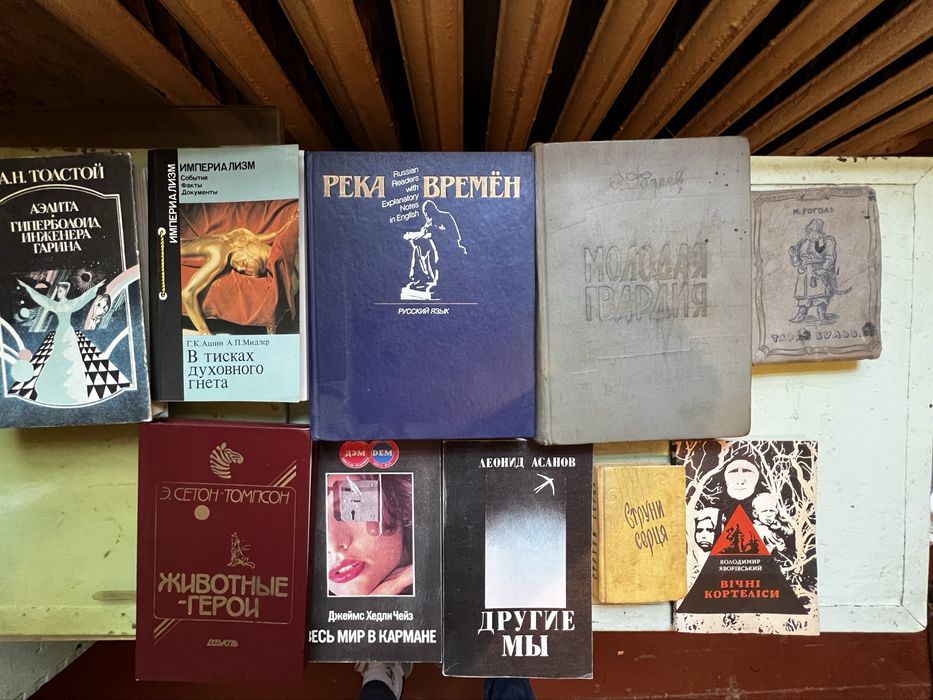 А.Н. ТОЛСТОЙ
АЭЛИТА •
ГИПЕРБОЛОИД
ИНЖЕНЕРА
ГАРИНА
ИМПЕРИАЛИЗМ
ИМПЕРИАЛИЗМ
События
Факты
Документы
Г.К. Ашин А.П. Мидлер
В тисках
духовного
гнета
РЕКА ВРЕМЁН
Russian
Readers
with
Explanatory
Notes
in English
РУССКИЙ ЯЗЫК
МОЛОДАЯ
ГВАРДИЯ
Н. ГОГОЛЬ
ТАРАС БУЛЬБА
Э. СЕТОН-ТОМПСОН
ЖИВОТНЫЕ
-ГЕРОИ
ДЭМ DEM
Джеймс Хедли Чейз
ВЕСЬ МИР В КАРМАНЕ
ЛЕОНИД АСАНОВ
ДРУГИЕ
МЫ
Струни
серця
ВОЛОДИМИР
ЯВОРІВСЬКИЙ
ВІЧНІ
КОРТЕЛІСИ